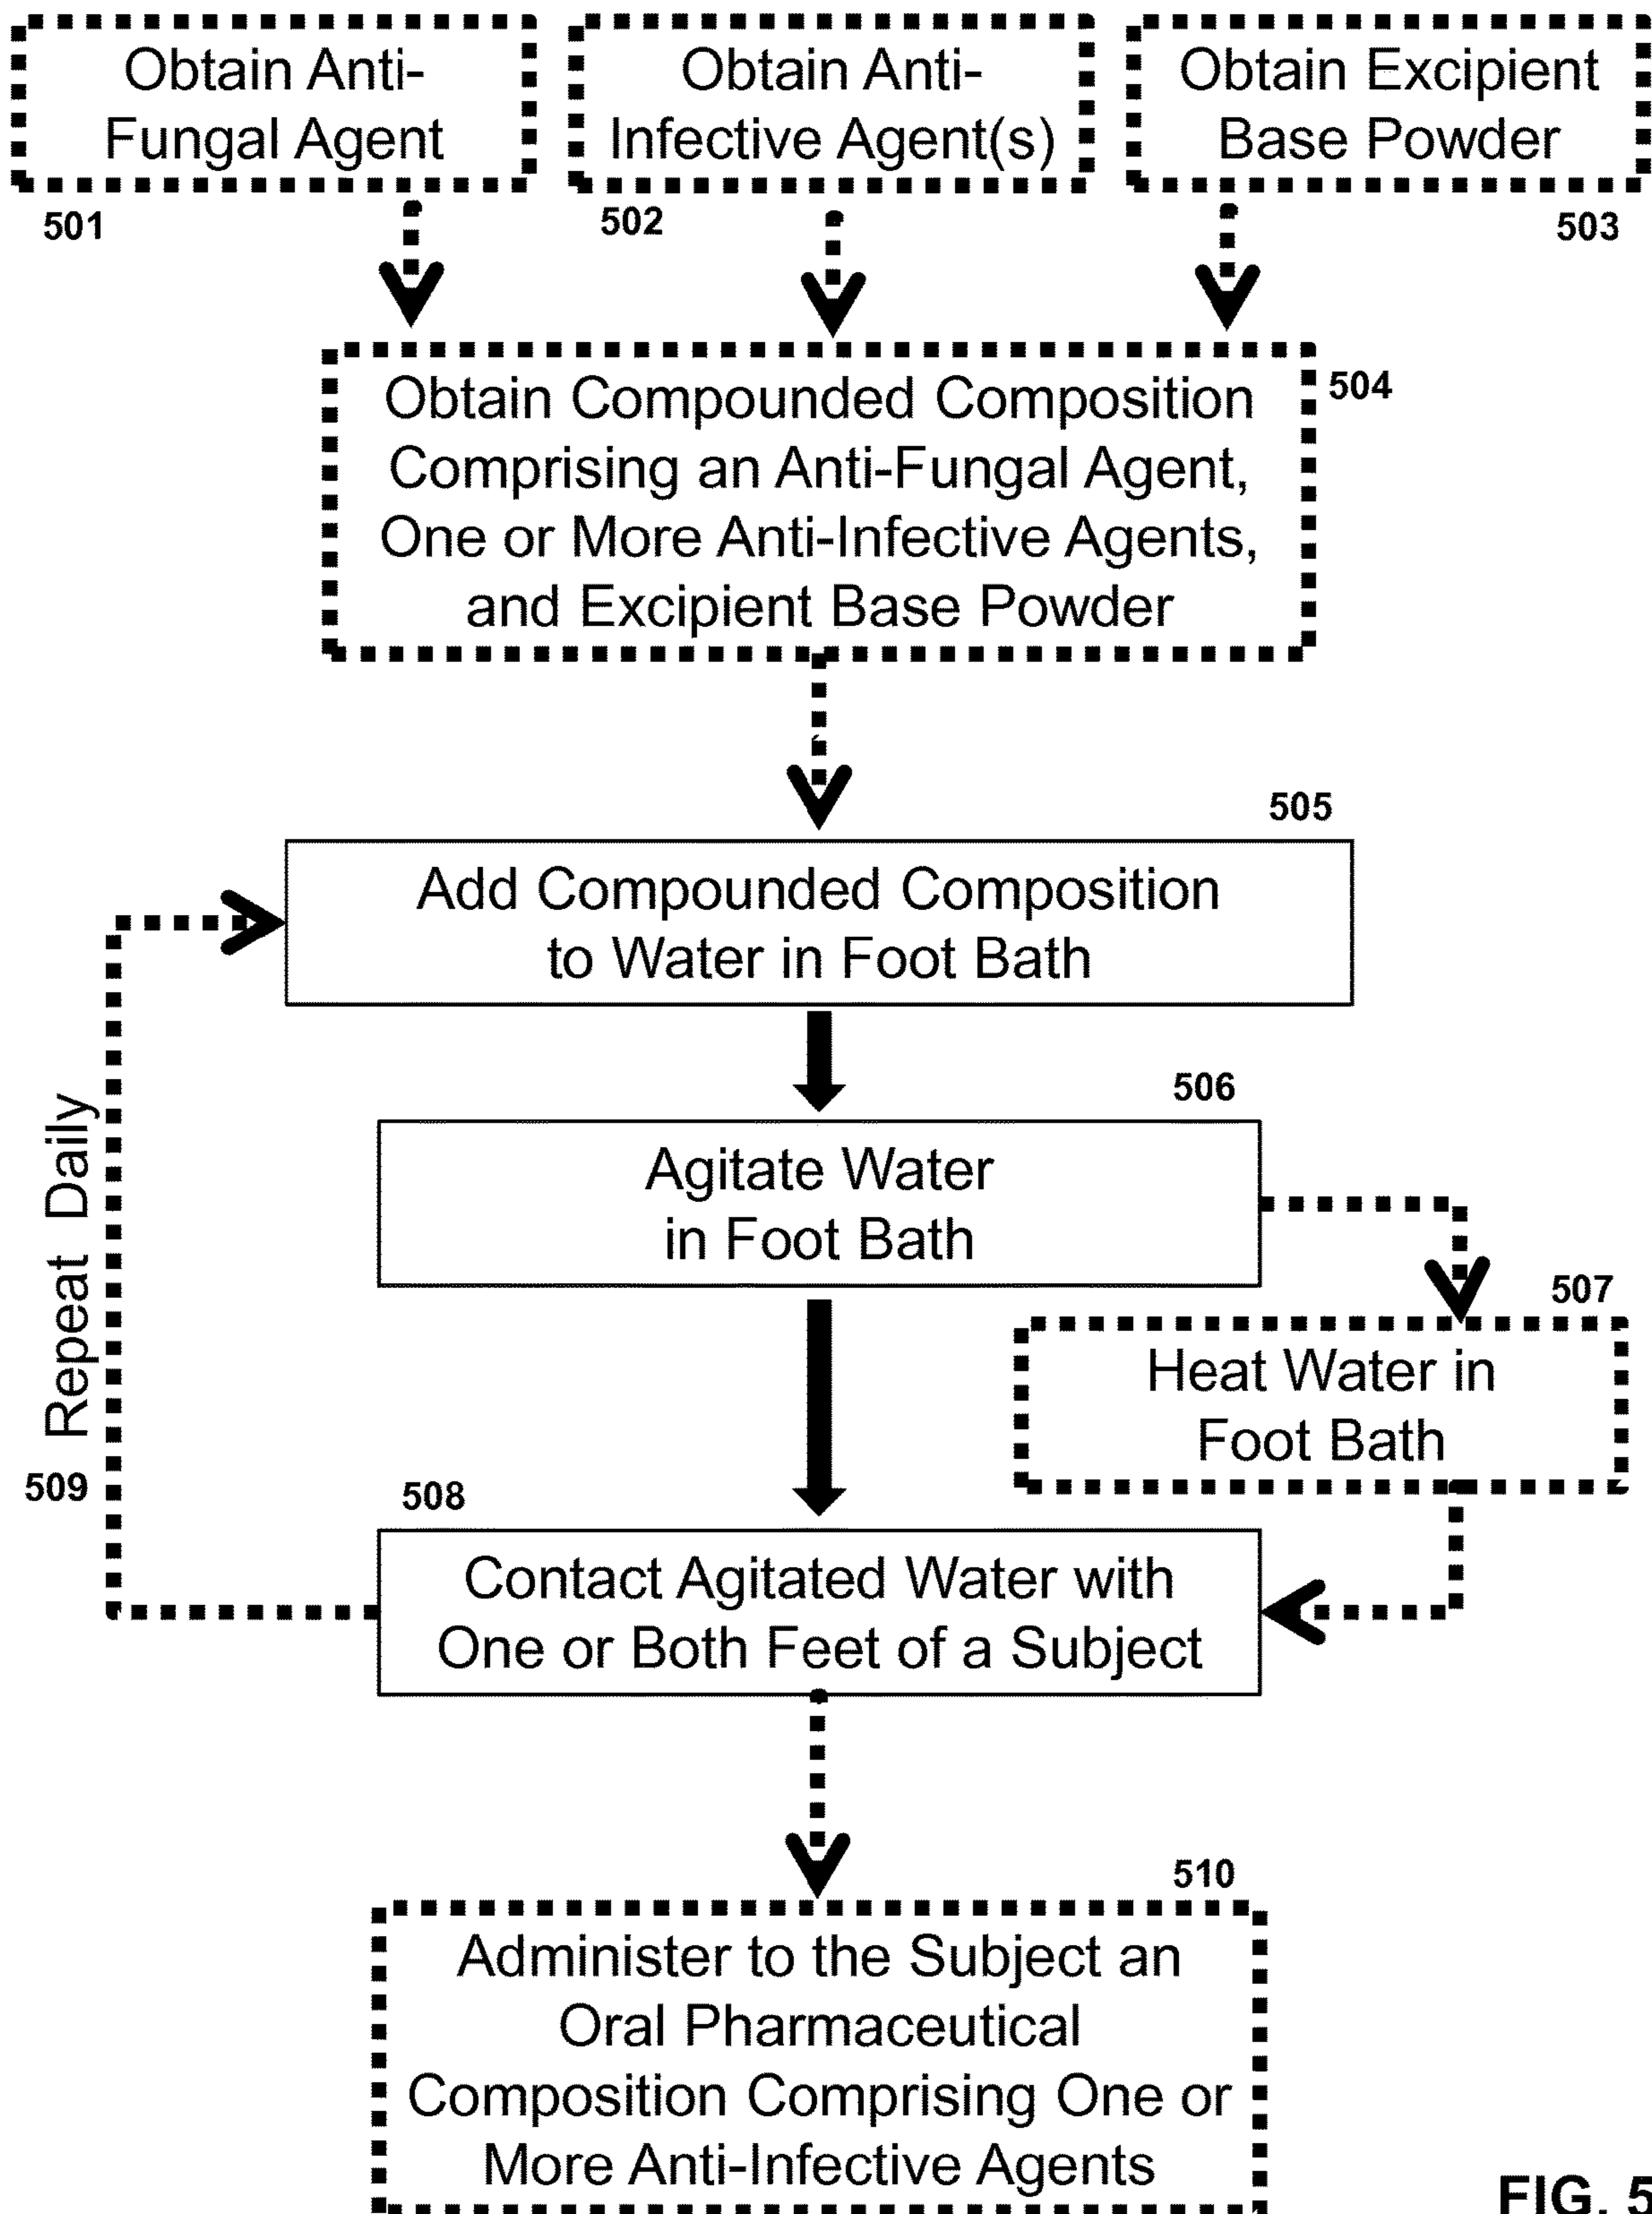 Obtain Anti-
Fungal Agent
501
Obtain Anti-
Infective Agent(s)
502
Obtain Excipient
Base Powder
503
504
Obtain Compounded Composition
Comprising an Anti-Fungal Agent,
One or More Anti-Infective Agents,
and Excipient Base Powder
505
Add Compounded Composition
to Water in Foot Bath
506
Agitate Water
in Foot Bath
507
Heat Water in
Foot Bath
Repeat Daily
509
508
Contact Agitated Water with
One or Both Feet of a Subject
510
Administer to the Subject an
Oral Pharmaceutical
Composition Comprising One or
More Anti-Infective Agents
FIG. 5